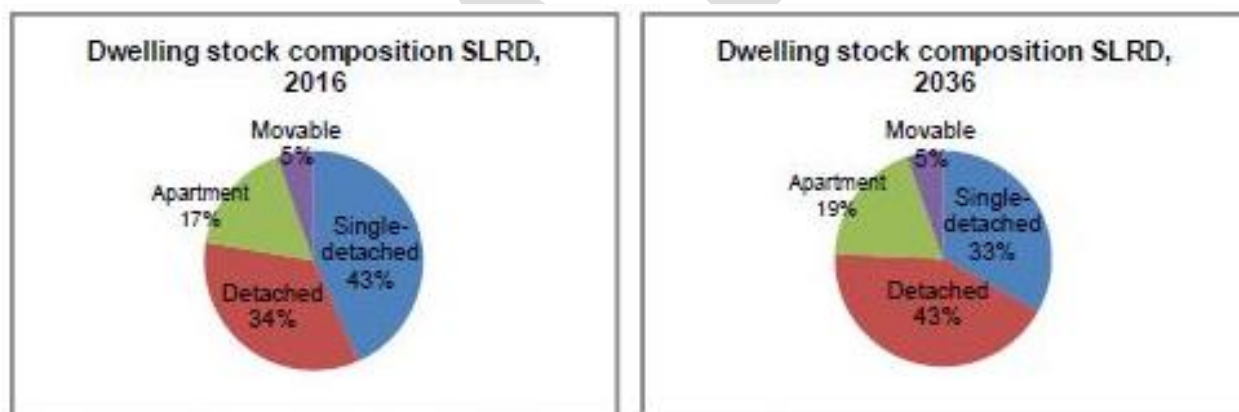 Dwelling stock composition SLRD,
2016
Movable
5%
Apartment
17%
Single-
detached
43%
Detached
34%
Dwelling stock composition SLRD,
2036
Movable
5%
Apartment
19%
Single-
detached
33%
Detached
43%